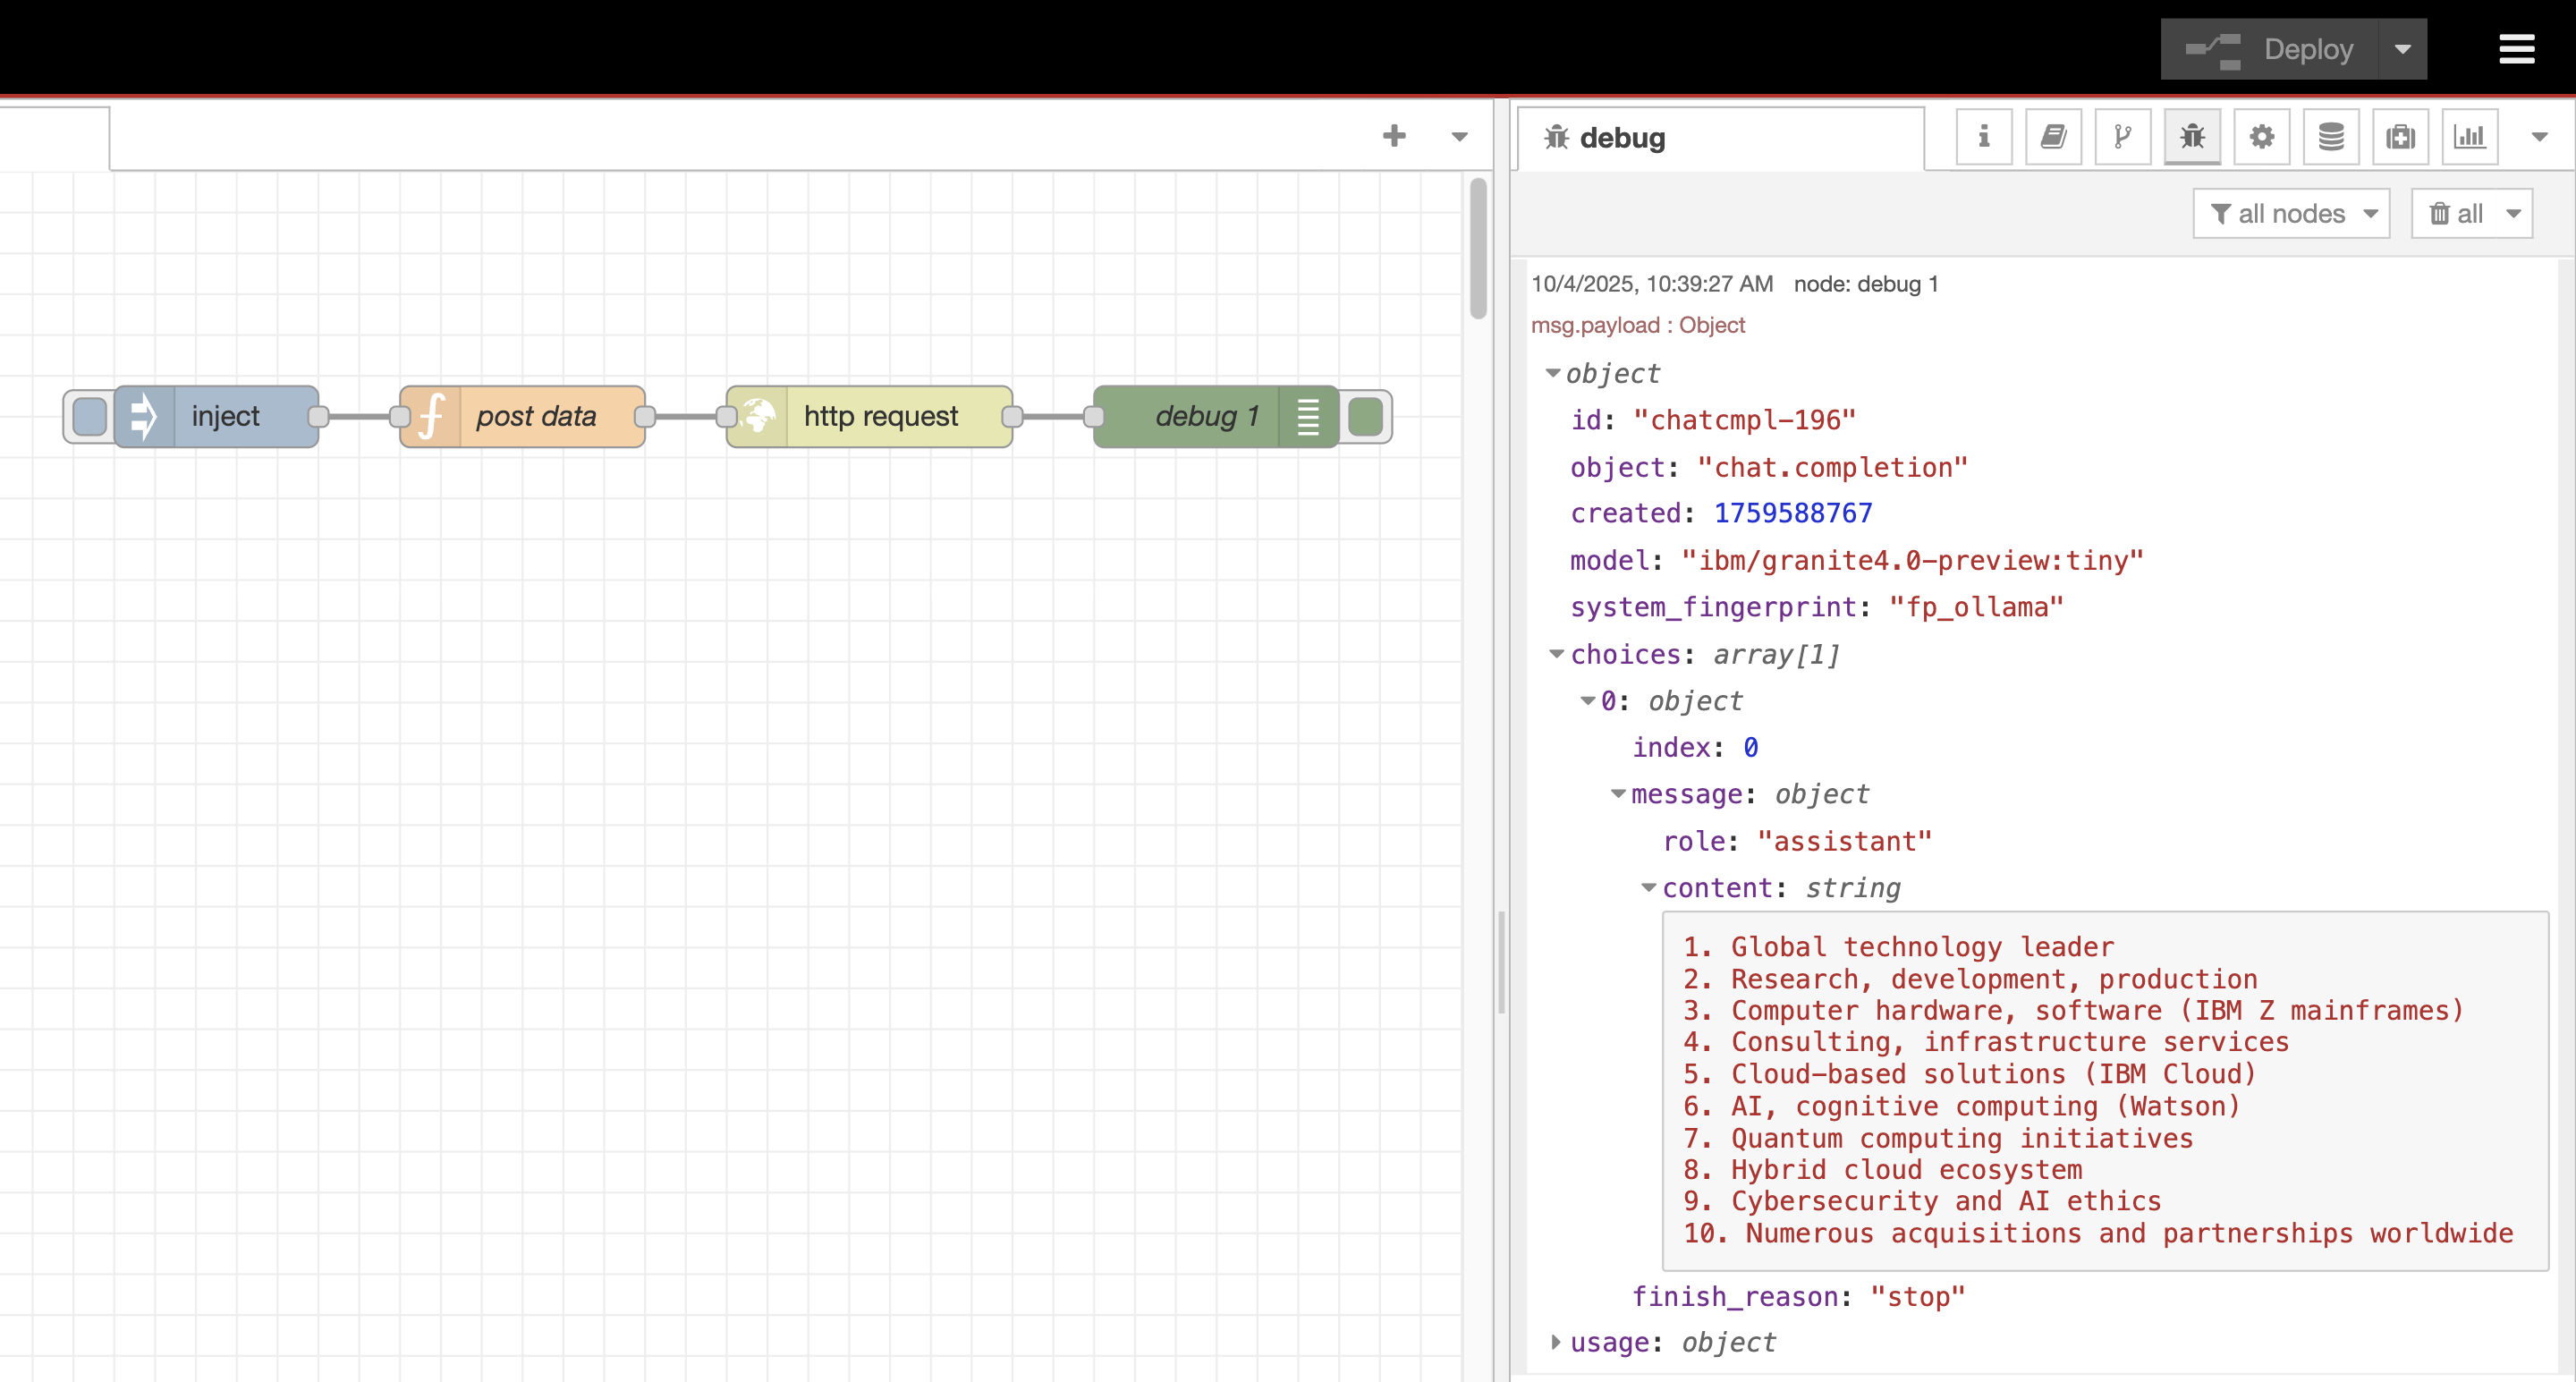 Deploy
debug
all nodes
all
inject
post data
http request
debug 1
10/4/2025, 10:39:27 AM node: debug 1
msg.payload : Object
object
id: "chatcmpl-196"
object: "chat.completion"
created: 1759588767
model: "ibm/granite4.0-preview:tiny"
system_fingerprint: "fp_ollama"
choices: array[1]
0: object
index: 0
message: object
role: "assistant"
content: string
1. Global technology leader
2. Research, development, production
3. Computer hardware, software (IBM Z mainframes)
4. Consulting, infrastructure services
5. Cloud-based solutions (IBM Cloud)
6. AI, cognitive computing (Watson)
7. Quantum computing initiatives
8. Hybrid cloud ecosystem
9. Cybersecurity and AI ethics
10. Numerous acquisitions and partnerships worldwide
finish_reason: "stop"
usage: object